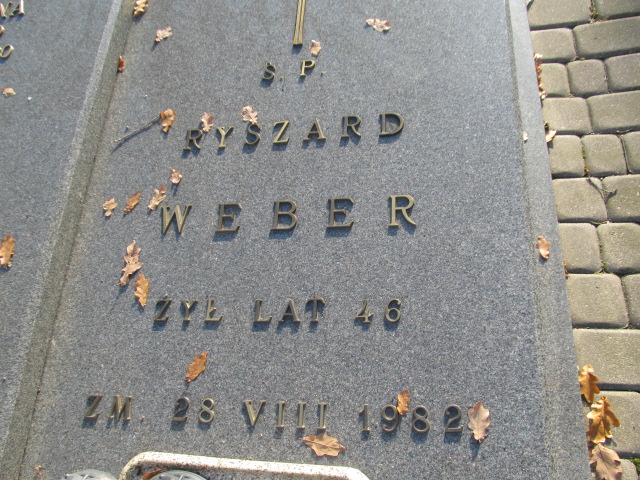 Ś. P.
RYSZARD
WEBER
ŻYŁ LAT 46
ZM. 28 VIII 1982